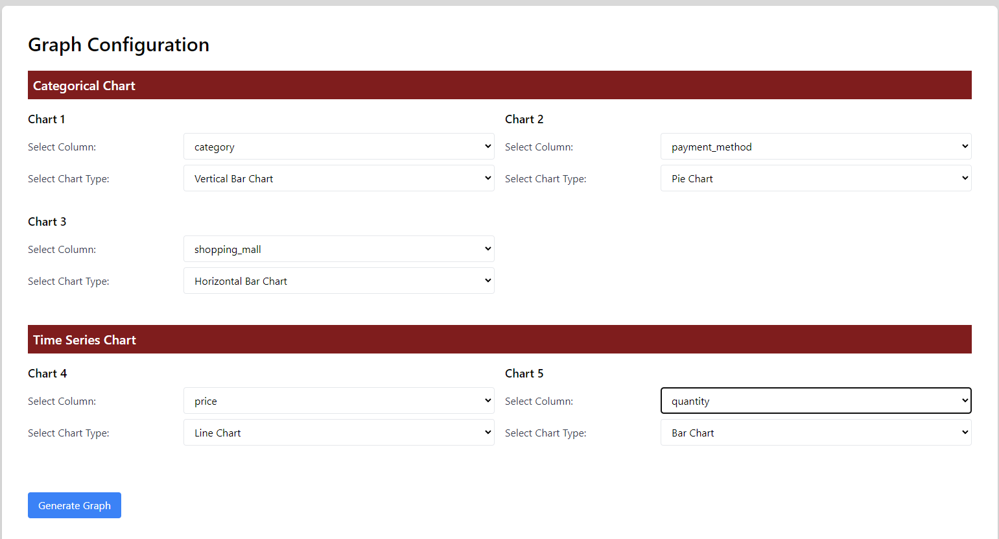 Graph Configuration
Categorical Chart
Chart 1
Select Column:
category
Select Chart Type:
Vertical Bar Chart
Chart 2
Select Column:
payment_method
Select Chart Type:
Pie Chart
Chart 3
Select Column:
shopping_mall
Select Chart Type:
Horizontal Bar Chart
Time Series Chart
Chart 4
Select Column:
price
Select Chart Type:
Line Chart
Chart 5
Select Column:
quantity
Select Chart Type:
Bar Chart
Generate Graph